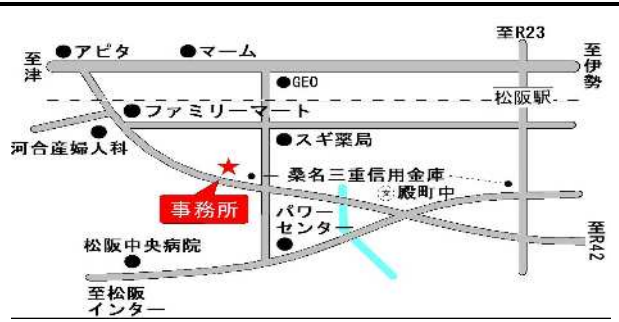 至R23
至
津
アピタ
マーム
至
伊
勢
GEO
松阪駅
ファミリーマート
河合産婦人科
スギ薬局
桑名三重信用金庫
文
殿町中
事務所
パワー
センター
至R42
松阪中央病院
至松阪
インター